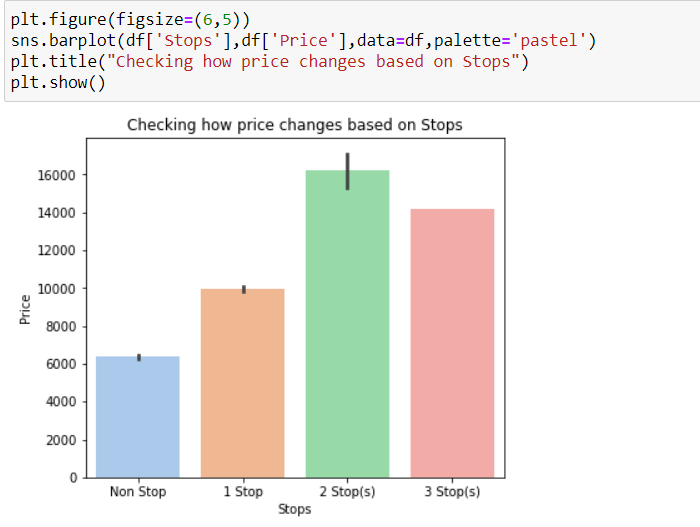 plt.figure(figsize=(6,5))
sns.barplot(df['Stops'],df['Price'],data=df,palette='pastel')
plt.title("Checking how price changes based on Stops")
plt.show()
Checking how price changes based on Stops
16000
14000
12000
10000
8000
6000
4000
2000
0
Price
Non Stop 1 Stop 2 Stop(s) 3 Stop(s)
Stops